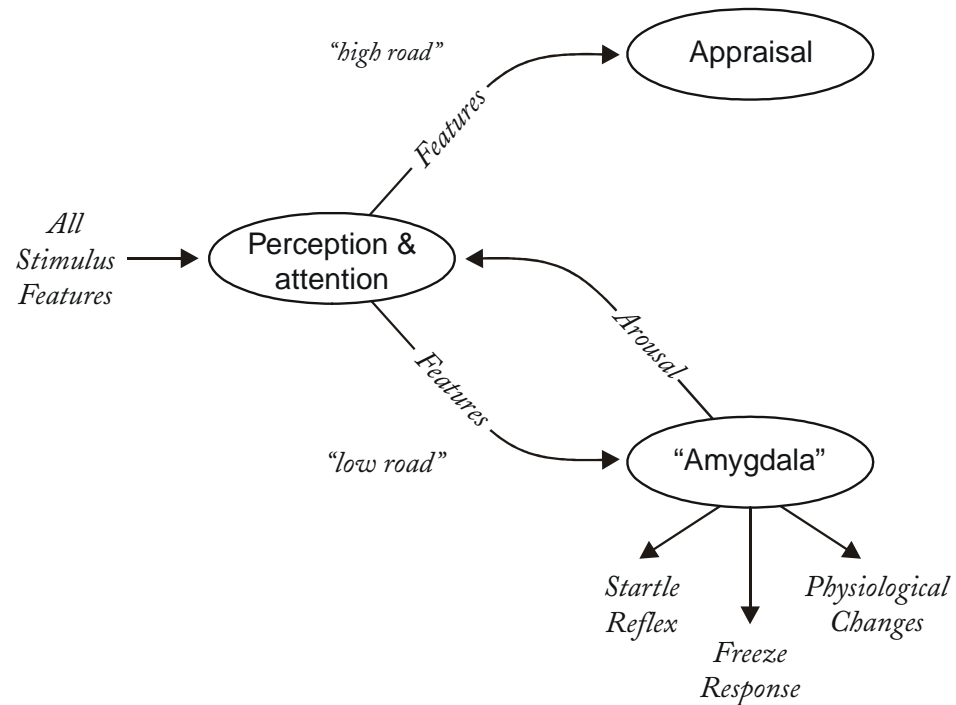 “high road”
Appraisal
Features
All
Stimulus
Features
Perception &
attention
Arousal
Features
“low road”
“Amygdala”
Startle
Reflex
Physiological
Changes
Freeze
Response